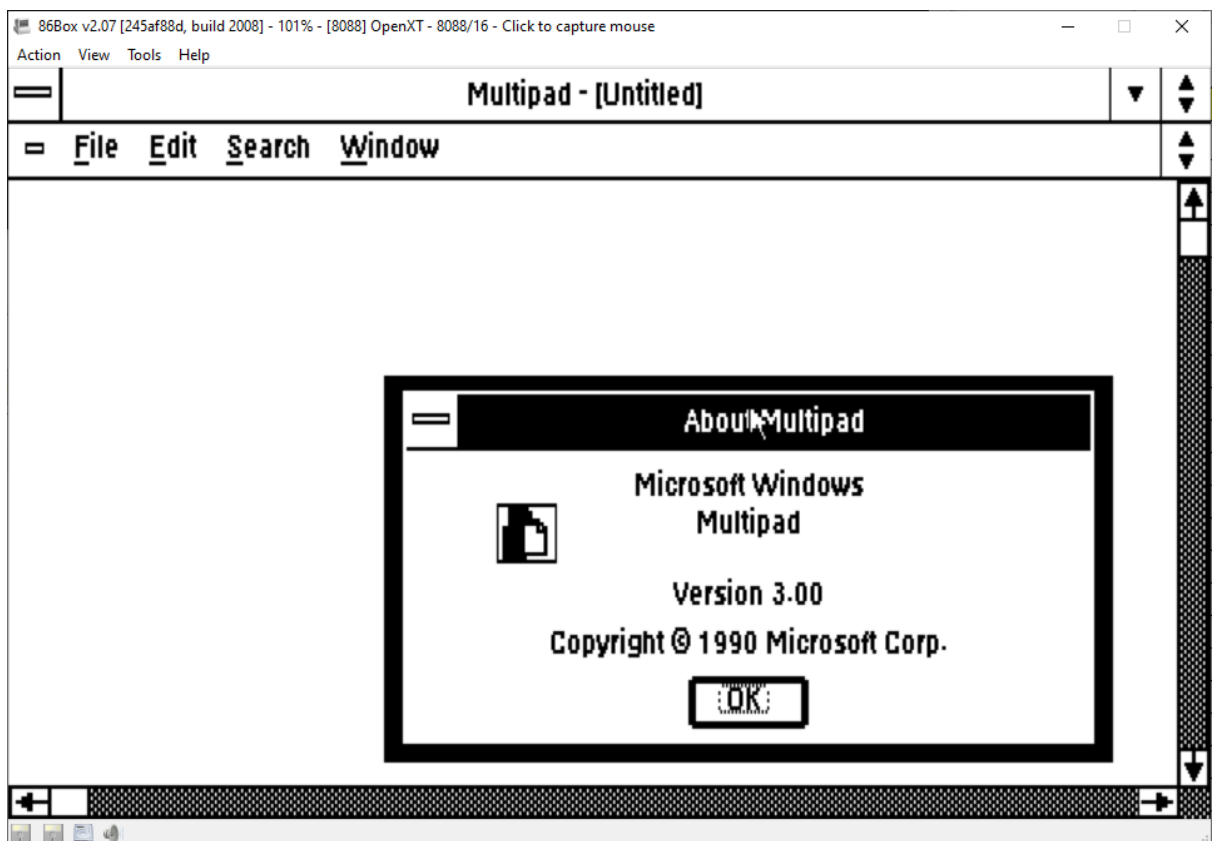 86Box v2.07 [245af88d, build 2008] - 101% - [8088] OpenXT - 8088/16 - Click to capture mouse
Action View Tools Help
Multipad - [Untitled]
File Edit Search Window
About Multipad
Microsoft Windows
Multipad
Version 3.00
Copyright © 1990 Microsoft Corp.
OK